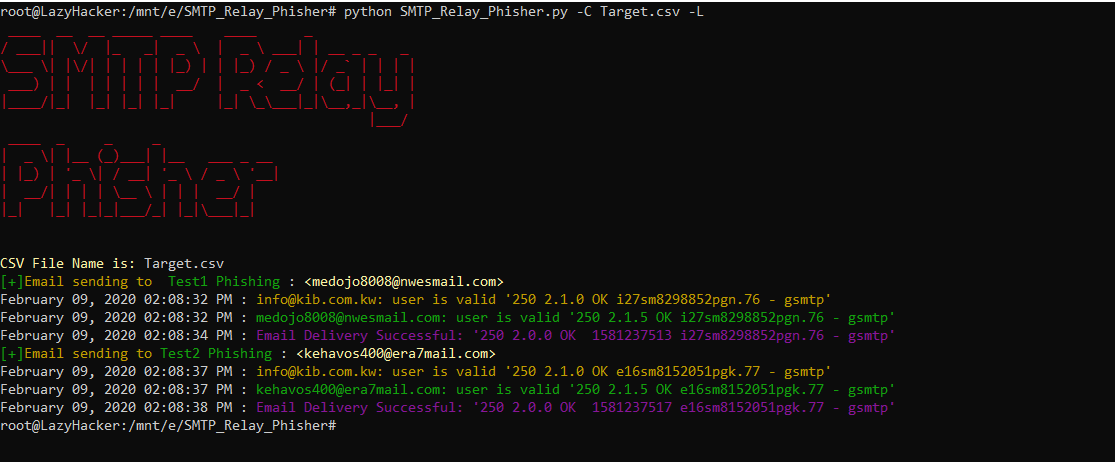 root@LazyHacker:/mnt/e/SMTP_Relay_Phisher# python SMTP_Relay_Phisher.py -C Target.csv -L
SMTP Relay
Phisher
CSV File Name is: Target.csv
[+]Email sending to  Test1 Phishing : <medojo8008@nwesmail.com>
February 09, 2020 02:08:32 PM : info@kib.com.kw: user is valid '250 2.1.0 OK i27sm8298852pgn.76 - gsmtp'
February 09, 2020 02:08:32 PM : medojo8008@nwesmail.com: user is valid '250 2.1.5 OK i27sm8298852pgn.76 - gsmtp'
February 09, 2020 02:08:34 PM : Email Delivery Successful: '250 2.0.0 OK  1581237513 i27sm8298852pgn.76 - gsmtp'
[+]Email sending to Test2 Phishing : <kehavos400@era7mail.com>
February 09, 2020 02:08:37 PM : info@kib.com.kw: user is valid '250 2.1.0 OK e16sm8152051pgk.77 - gsmtp'
February 09, 2020 02:08:37 PM : kehavos400@era7mail.com: user is valid '250 2.1.5 OK e16sm8152051pgk.77 - gsmtp'
February 09, 2020 02:08:38 PM : Email Delivery Successful: '250 2.0.0 OK  1581237517 e16sm8152051pgk.77 - gsmtp'
root@LazyHacker:/mnt/e/SMTP_Relay_Phisher#